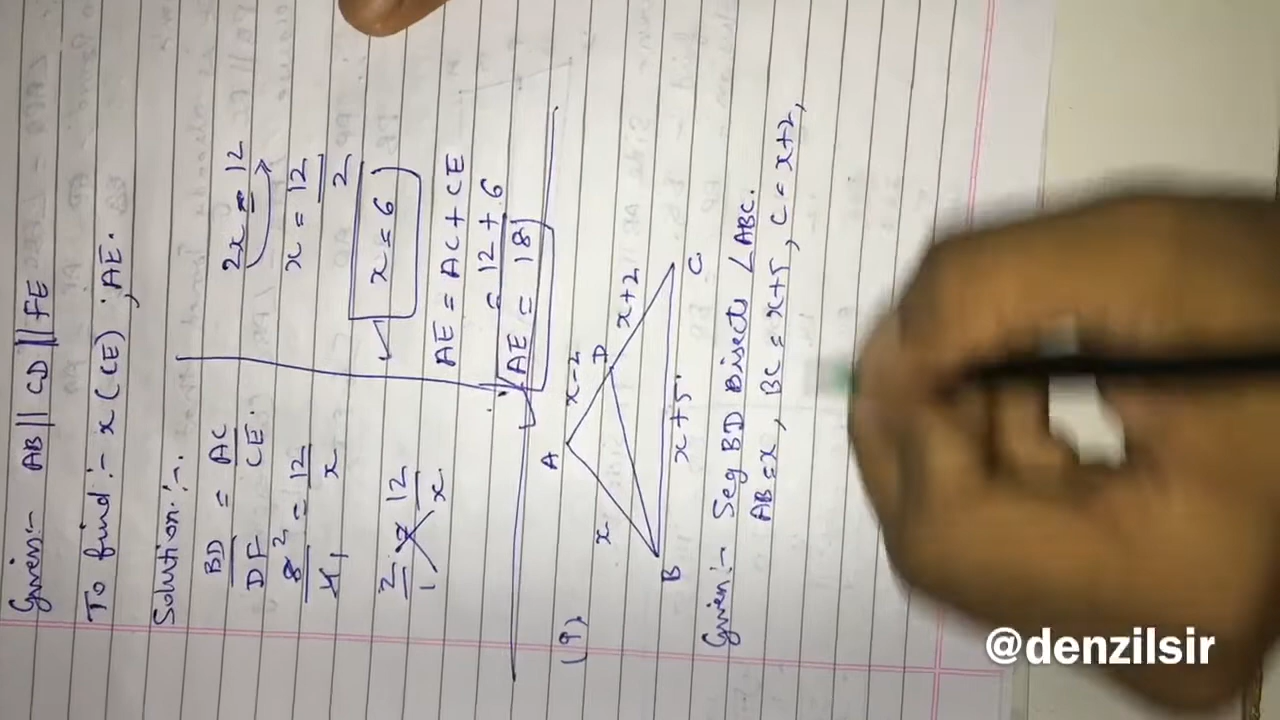 Given:- AB || CD || FE
To find :- x (CE) ; AE.
Solution :-.
BD = AC
DF CE.
8² = 12
4₁ x
2 = 12
1 x
2x = 12
x = 12
2
x = 6
AE = AC + CE
= 12 + 6
AE = 18
(9)
A
x
x-2
D
x+2
B
x+5
C
Given:- Seg BD Bisects ∠ABC.
AB = x, BC = x+5, C = x+2,
@denzilsir